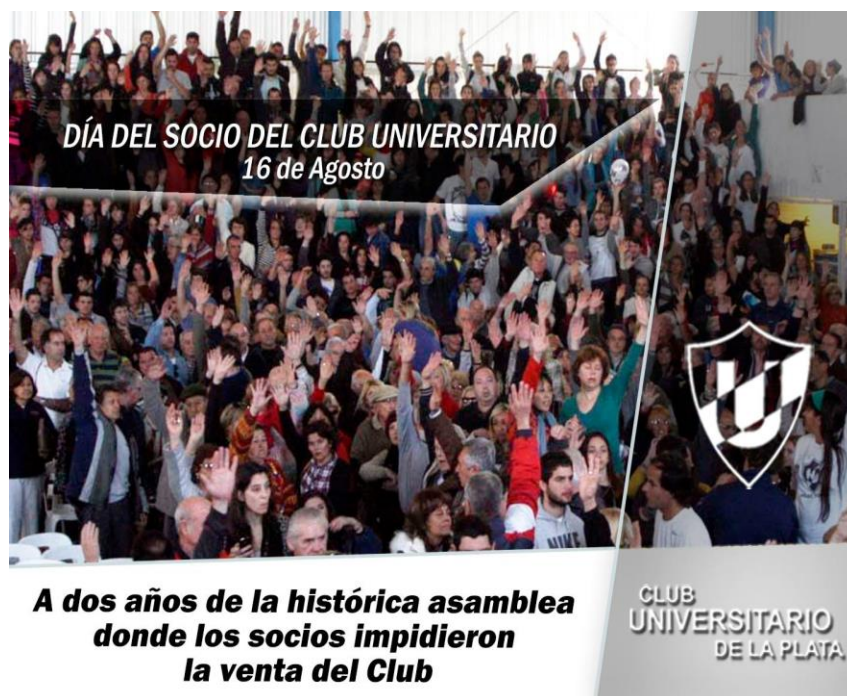 DÍA DEL SOCIO DEL CLUB UNIVERSITARIO
16 de Agosto
U
NIKE
A dos años de la histórica asamblea
donde los socios impidieron
la venta del Club
CLUB
UNIVERSITARIO
DE LA PLATA